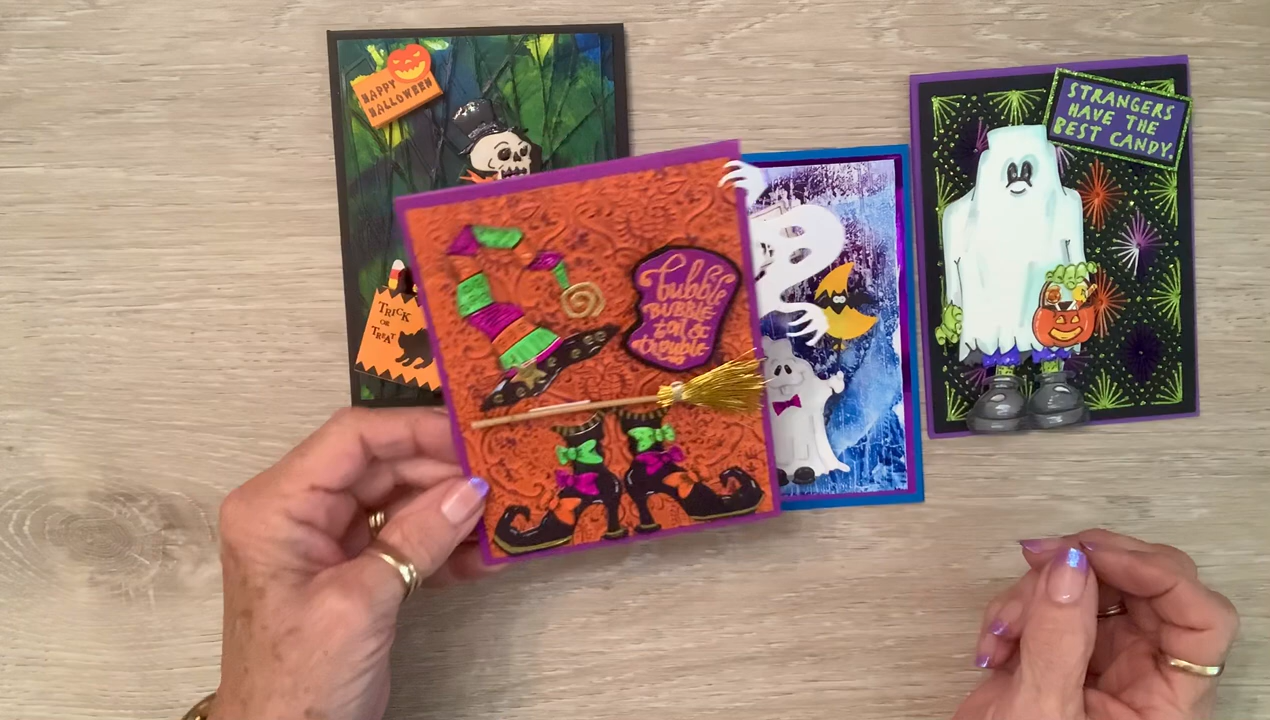 HAPPY
HALLOWEEN
TRICK
OR
TREAT
bubble
BUBBLE
toil &
trouble
STRANGERS
HAVE THE
BEST CANDY.